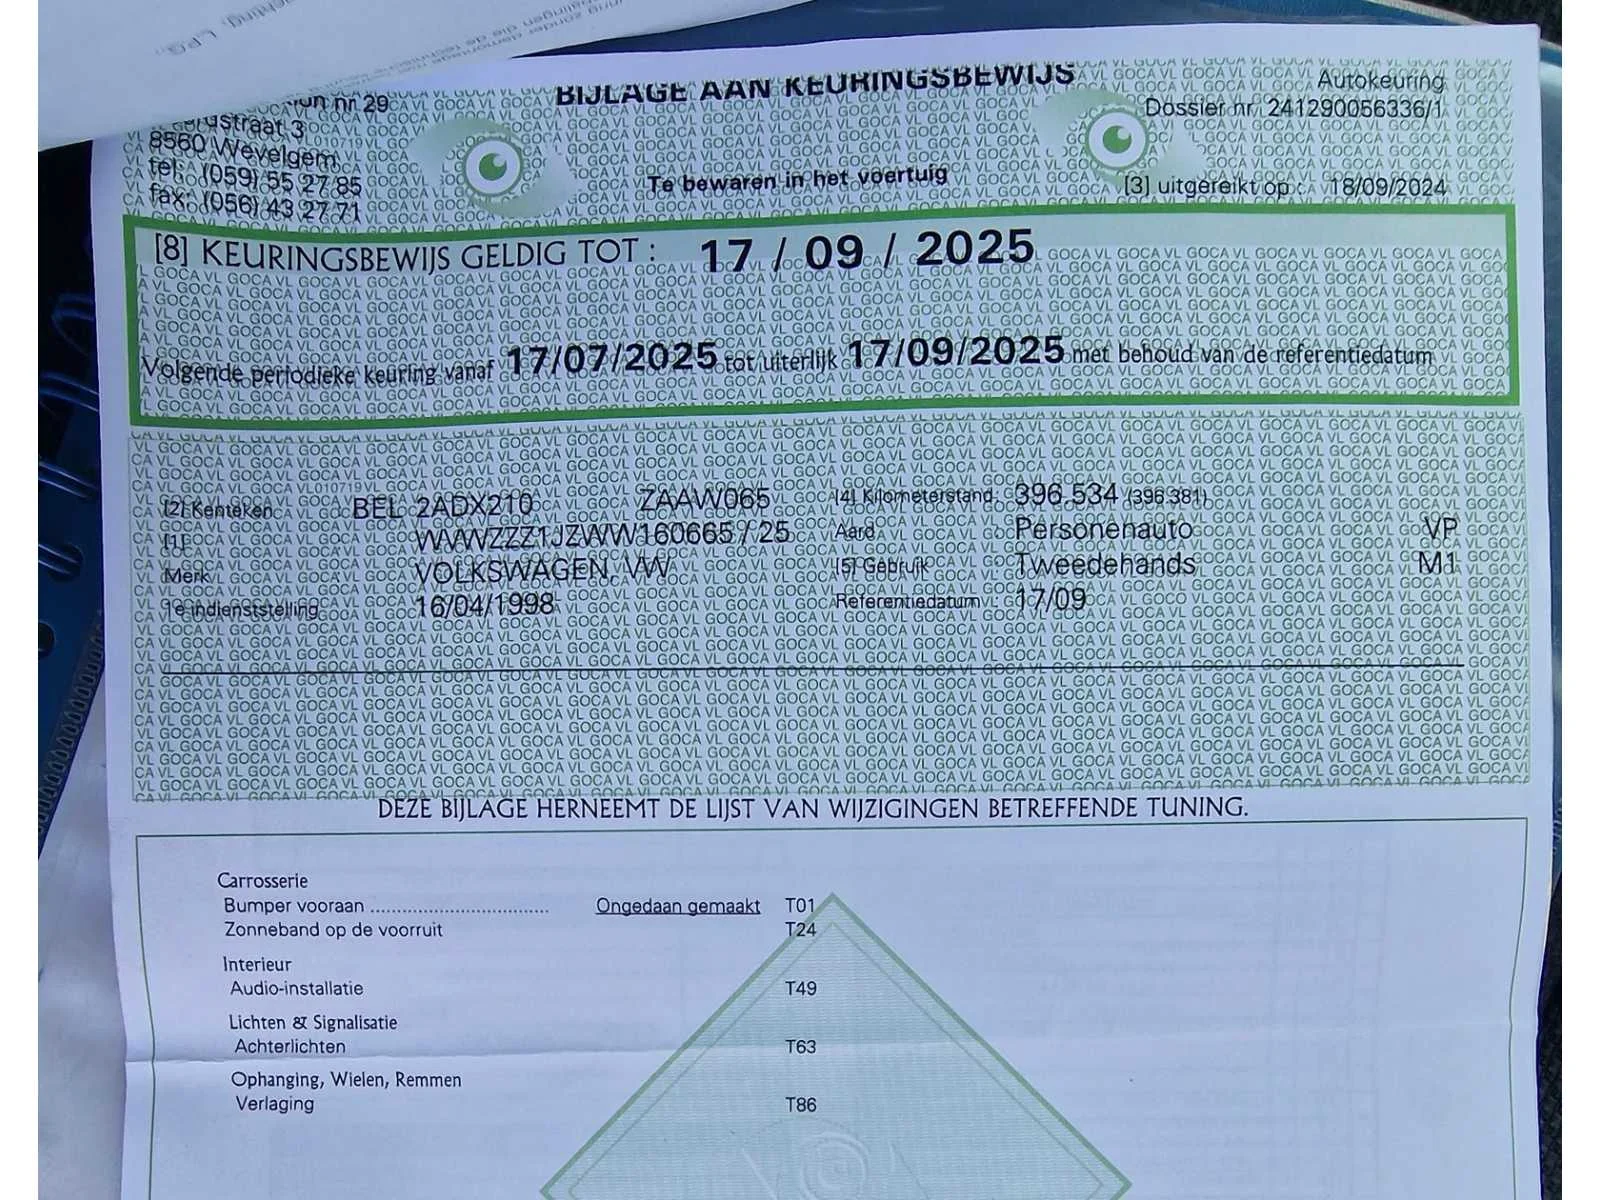 LPG.
BIJLAGE AAN KEURINGSBEWIJS
Autokeuring
nr 29
Dossier nr. 241290056336/1
straat 3
8560 Wevelgem
tel: (059) 55 27 85
fax: (056) 43 27 71
Te bewaren in het voertuig
[3] uitgereikt op : 18/09/2024
[8] KEURINGSBEWIJS GELDIG TOT : 17 / 09 / 2025
Volgende periodieke keuring vanaf 17/07/2025 tot uiterlijk 17/09/2025 met behoud van de referentiedatum
[2] Kenteken BEL 2ADX210 ZAAW065 [4] Kilometerstand: 396.534 (396.381)
[1] WVWZZZ1JZWW160665 / 25 Aard Personenauto VP
Merk VOLKSWAGEN, VW [5] Gebruik Tweedehands M1
1e indienststelling 16/04/1998 Referentiedatum : 17/09
DEZE BIJLAGE HERNEEMT DE LIJST VAN WIJZIGINGEN BETREFFENDE TUNING.
Carrosserie
Bumper vooraan ................................ Ongedaan gemaakt T01
Zonneband op de voorruit T24
Interieur
Audio-installatie T49
Lichten & Signalisatie
Achterlichten T63
Ophanging, Wielen, Remmen
Verlaging T86